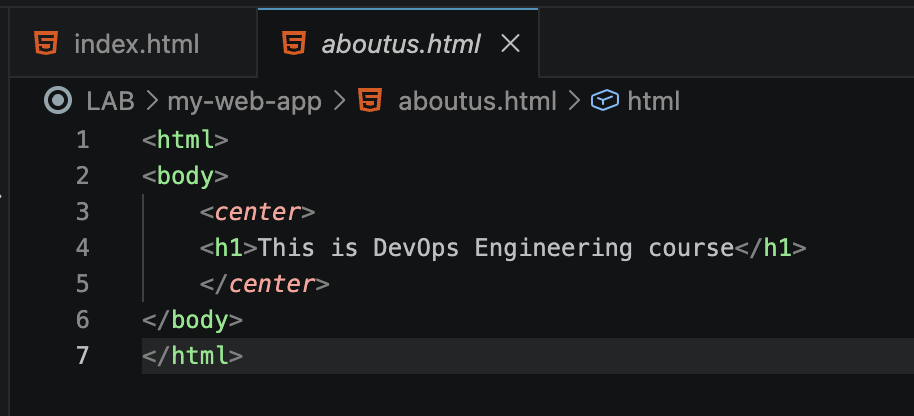 index.html aboutus.html
LAB > my-web-app > aboutus.html > html
1 <html>
2 <body>
3     <center>
4     <h1>This is DevOps Engineering course</h1>
5     </center>
6 </body>
7 </html>